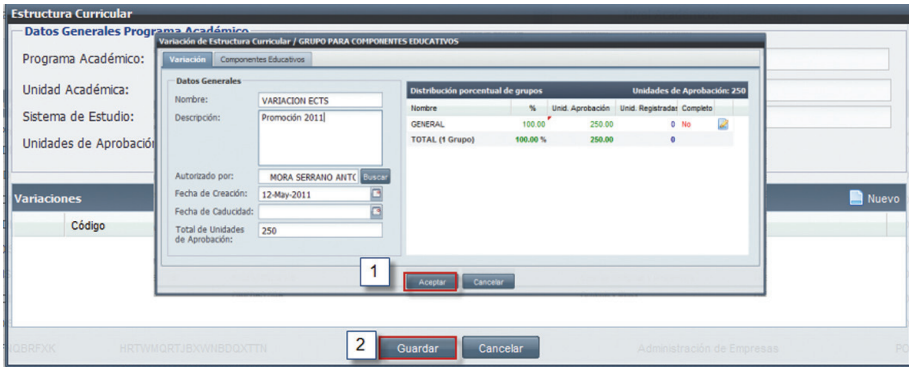 Estructura Curricular
Datos Generales Programa Académico
Programa Académico:
Unidad Académica:
Sistema de Estudio:
Unidades de Aprobación
Variación de Estructura Curricular / GRUPO PARA COMPONENTES EDUCATIVOS
Variación Componentes Educativos
Datos Generales
Nombre: VARIACION ECTS
Descripción: Promoción 2011
Autorizado por: MORA SERRANO ANTO Buscar
Fecha de Creación: 12-May-2011
Fecha de Caducidad:
Total de Unidades de Aprobación: 250
Distribución porcentual de grupos Unidades de Aprobación: 250
Nombre % Unid. Aprobación Unid. Registradas Completo
GENERAL 100.00 250.00 0 No
TOTAL (1 Grupo) 100.00 % 250.00 0
1
Aceptar Cancelar
Variaciones Nuevo
Código
2
Guardar Cancelar
HRTWMQRTJBXWNBDQXTTN Administración de Empresas